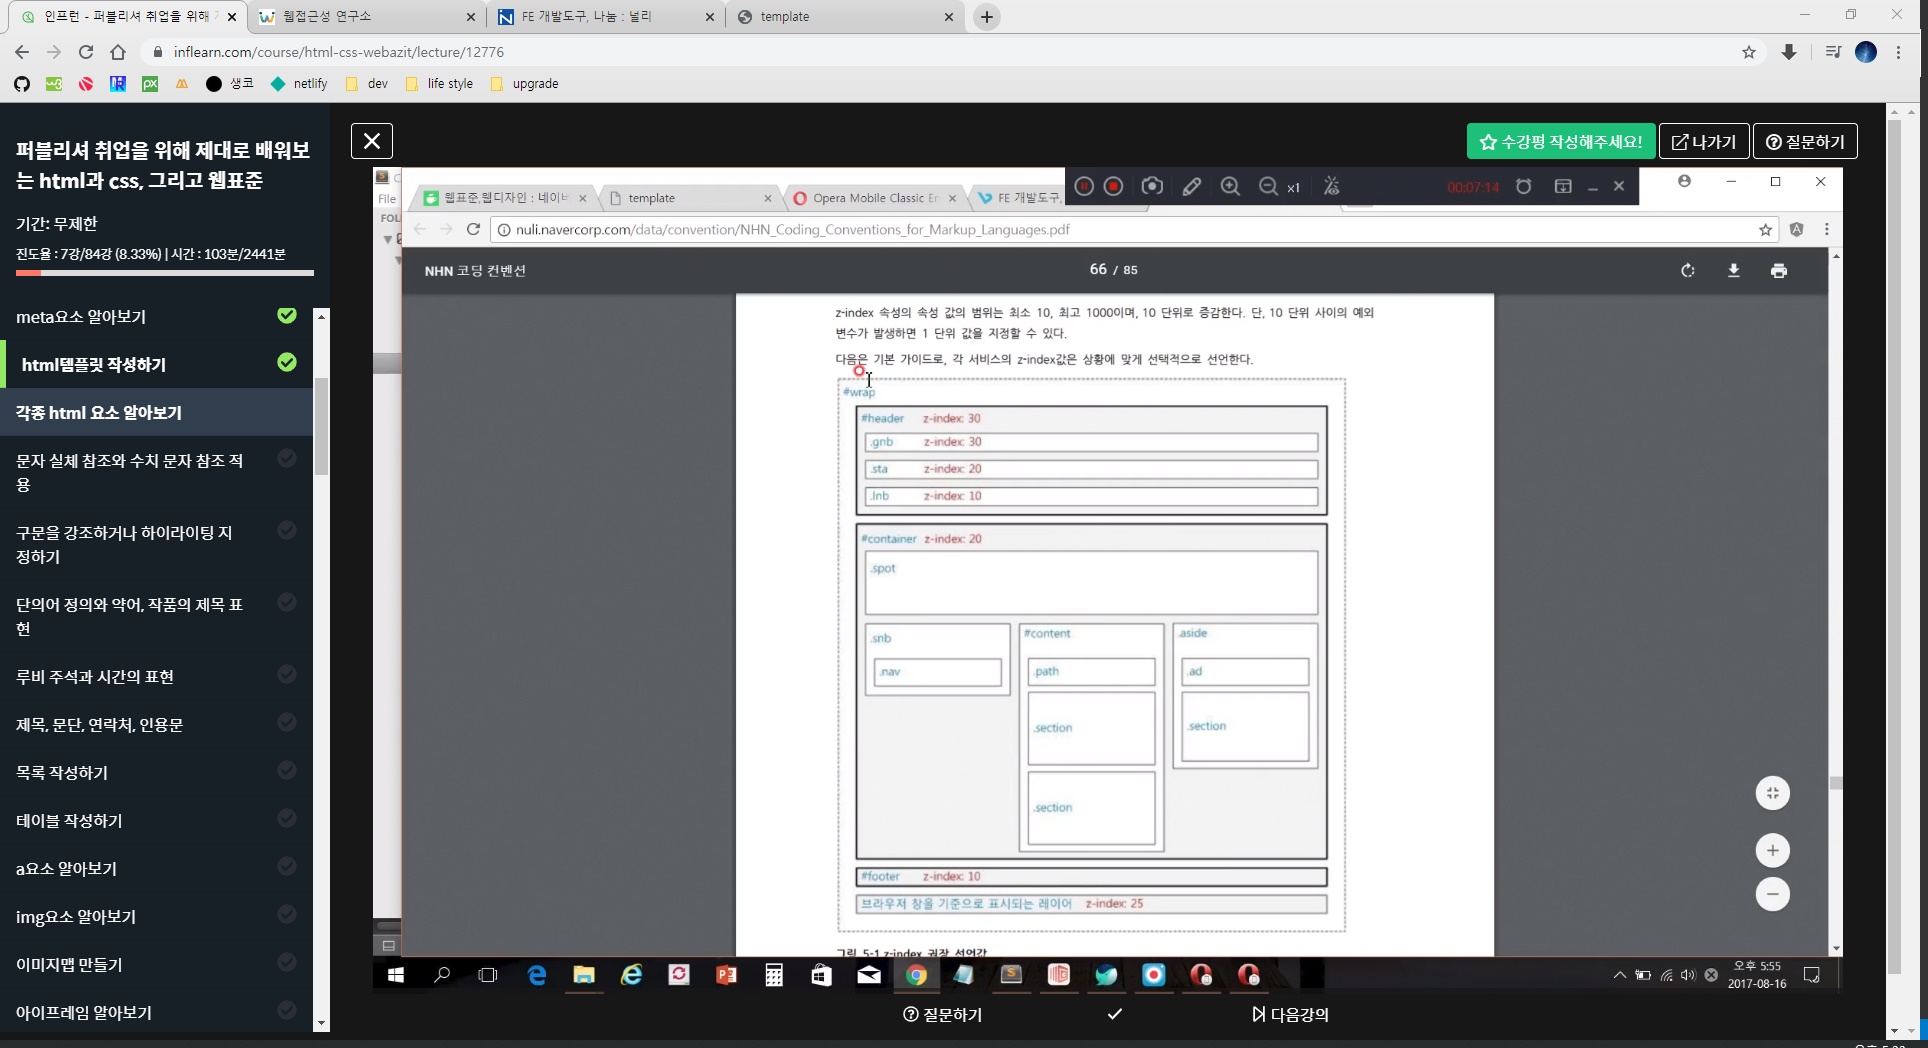 인프런 - 퍼블리셔 취업을 위해
웹접근성 연구소
FE 개발도구, 나눔 : 널리
template
inflearn.com/course/html-css-webazit/lecture/12776
생코
netlify
dev
life style
upgrade
퍼블리셔 취업을 위해 제대로 배워보
는 html과 css, 그리고 웹표준
기간: 무제한
진도율 : 7강/84강 (8.33%) | 시간 : 103분/2441분
meta요소 알아보기
html템플릿 작성하기
각종 html 요소 알아보기
문자 실체 참조와 수치 문자 참조 적
용
구문을 강조하거나 하이라이팅 지
정하기
단의어 정의와 약어, 작품의 제목 표
현
루비 주석과 시간의 표현
제목, 문단, 연락처, 인용문
목록 작성하기
테이블 작성하기
a요소 알아보기
img요소 알아보기
이미지맵 만들기
아이프레임 알아보기
수강평 작성해주세요!
나가기
질문하기
File
FOL
웹표준,웹디자인 : 네이버
template
Opera Mobile Classic Em
FE 개발도구,
x1
00:07:14
nuli.navercorp.com/data/convention/NHN_Coding_Conventions_for_Markup_Languages.pdf
NHN 코딩 컨벤션
66 / 85
z-index 속성의 속성 값의 범위는 최소 10, 최고 1000이며, 10 단위로 증감한다. 단, 10 단위 사이의 예외
변수가 발생하면 1 단위 값을 지정할 수 있다.
다음은 기본 가이드로, 각 서비스의 z-index값은 상황에 맞게 선택적으로 선언한다.
#wrap
#header z-index: 30
.gnb z-index: 30
.sta z-index: 20
.lnb z-index: 10
#container z-index: 20
.spot
.snb
.nav
#content
.path
.section
.section
.aside
.ad
.section
#footer z-index: 10
브라우저 창을 기준으로 표시되는 레이어 z-index: 25
그림 5-1 z-index 권장 선언값
오후 5:55
2017-08-16
질문하기
다음강의